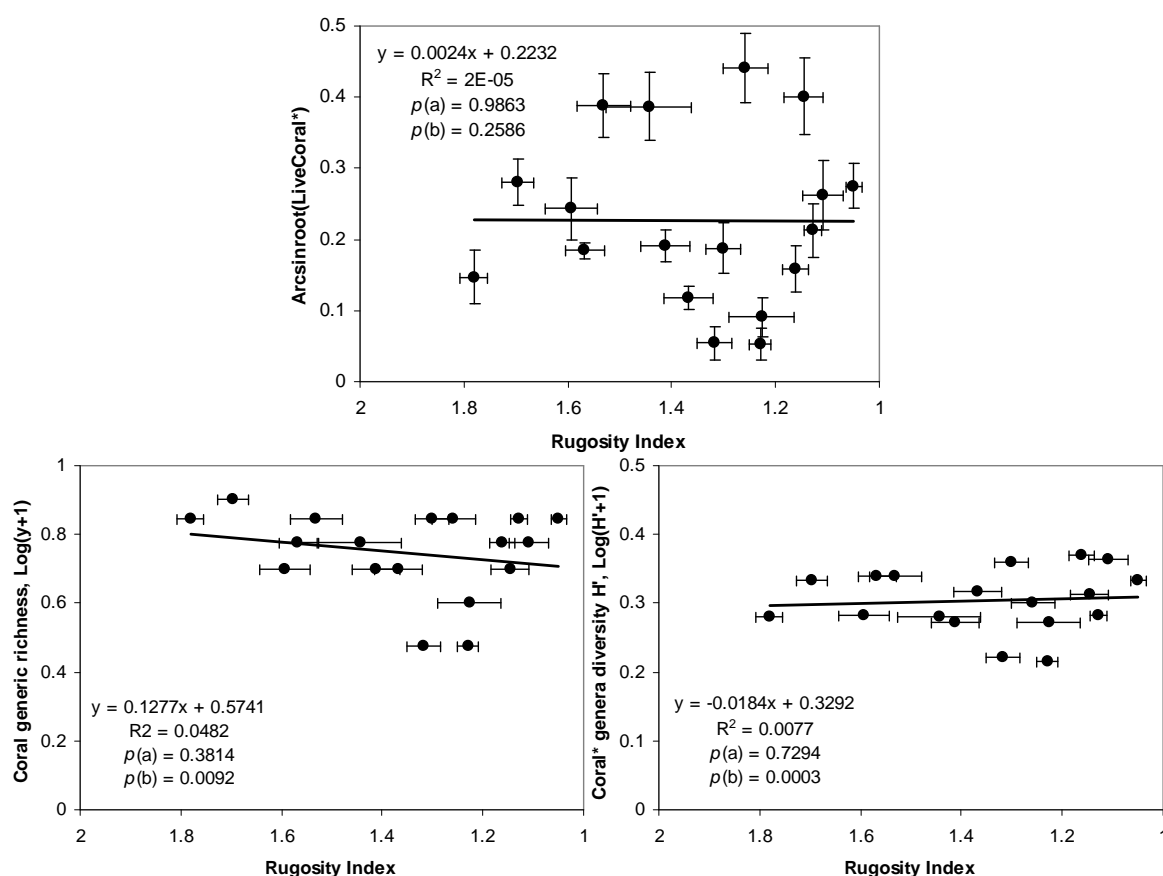 0.5
0.4
0.3
0.2
0.1
0
y = 0.0024x + 0.2232
R² = 2E-05
p(a) = 0.9863
p(b) = 0.2586
Arcsinroot(LiveCoral*)
2 1.8 1.6 1.4 1.2 1
Rugosity Index
1
0.8
0.6
0.4
0.2
0
Coral generic richness, Log(y+1)
y = 0.1277x + 0.5741
R2 = 0.0482
p(a) = 0.3814
p(b) = 0.0092
2 1.8 1.6 1.4 1.2 1
Rugosity Index
0.5
0.4
0.3
0.2
0.1
0
Coral* genera diversity H', Log(H'+1)
y = -0.0184x + 0.3292
R² = 0.0077
p(a) = 0.7294
p(b) = 0.0003
2 1.8 1.6 1.4 1.2 1
Rugosity Index